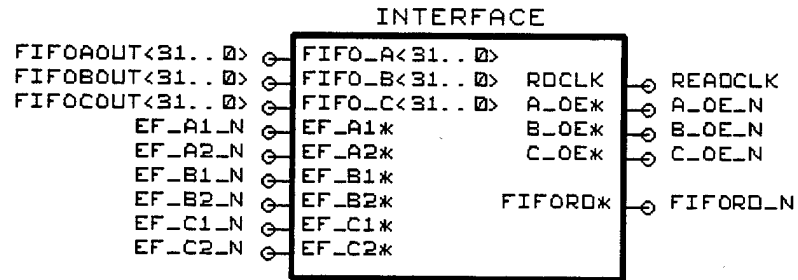 INTERFACE
FIFOAOUT<31..0> FIFO_A<31..0>
FIFOBOUT<31..0> FIFO_B<31..0> RDCLK READCLK
FIFOCOUT<31..0> FIFO_C<31..0> A_OE* A_OE_N
EF_A1_N EF_A1* B_OE* B_OE_N
EF_A2_N EF_A2* C_OE* C_OE_N
EF_B1_N EF_B1*
EF_B2_N EF_B2* FIFORD* FIFORD_N
EF_C1_N EF_C1*
EF_C2_N EF_C2*